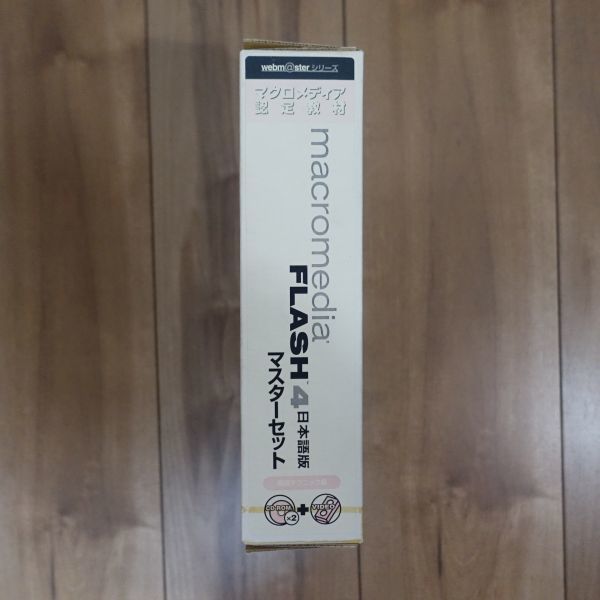 webm@ster シリーズ
マクロメディア
認定教材
macromedia
FLASH 4 日本語版
マスターセット
CD-ROM ×2 + VIDEO